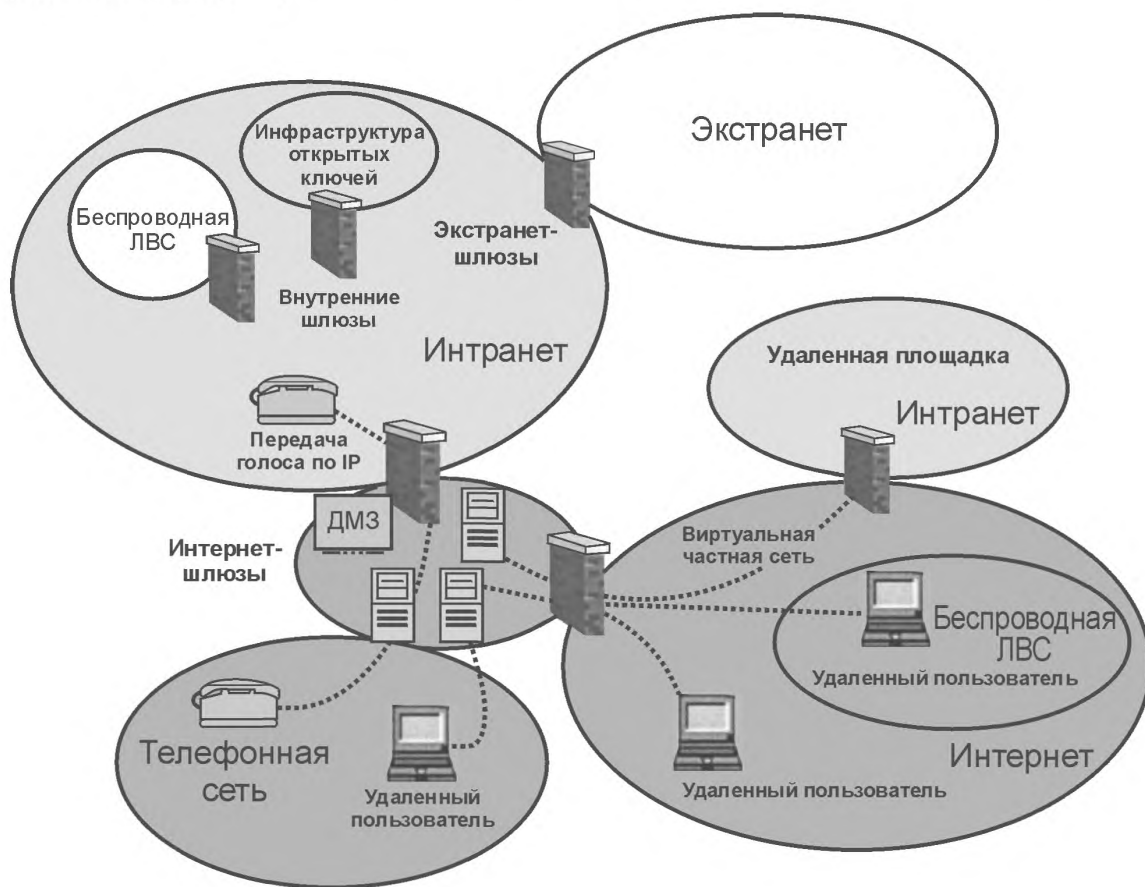 Экстранет
Инфраструктура
открытых
ключей
Беспроводная
ЛВС
Экстранет-
шлюзы
Внутренние
шлюзы
Интранет
Удаленная площадка
Интранет
Передача
голоса по IP
ДМЗ
Интернет-
шлюзы
Виртуальная
частная сеть
Беспроводная
ЛВС
Удаленный пользователь
Телефонная
сеть
Удаленный
пользователь
Удаленный пользователь
Интернет